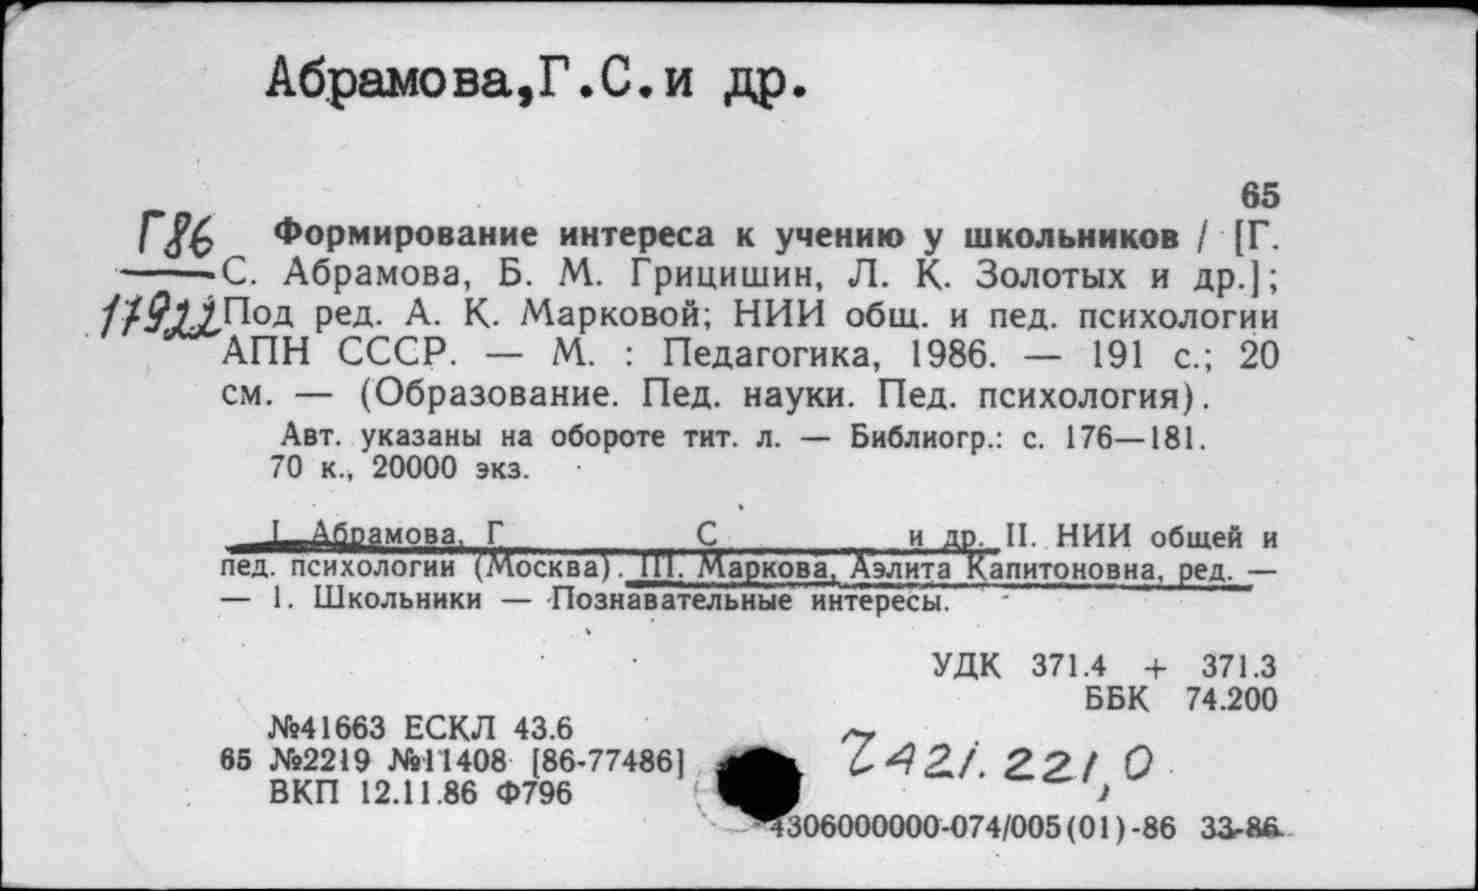 Абрамова,Г.С.и др.
65
Г86
Формирование интереса к учению у школьников / [Г.
С. Абрамова, Б. М. Грицишин, Л. К. Золотых и др.];
Под ред. А. К. Марковой; НИИ общ. и пед. психологии
АПН СССР. — М. : Педагогика, 1986. — 191 с.; 20
см. — (Образование. Пед. науки. Пед. психология).
Авт. указаны на обороте тит. л. — Библиогр.: с. 176—181.
70 к., 20000 экз.
I. Абрамова, Г С и др. II. НИИ общей и
пед. психологии (Москва). III. Маркова, Аэлита Капитоновна, ред. —
— 1. Школьники — Познавательные интересы.
УДК 371.4 + 371.3
ББК 74.200
№41663 ЕСКЛ 43.6
65 №2219 №11408 [86-77486]
ВКП 12.11.86 Ф796
Z421.221,0
4306000000-074/005(01)-86 33-86